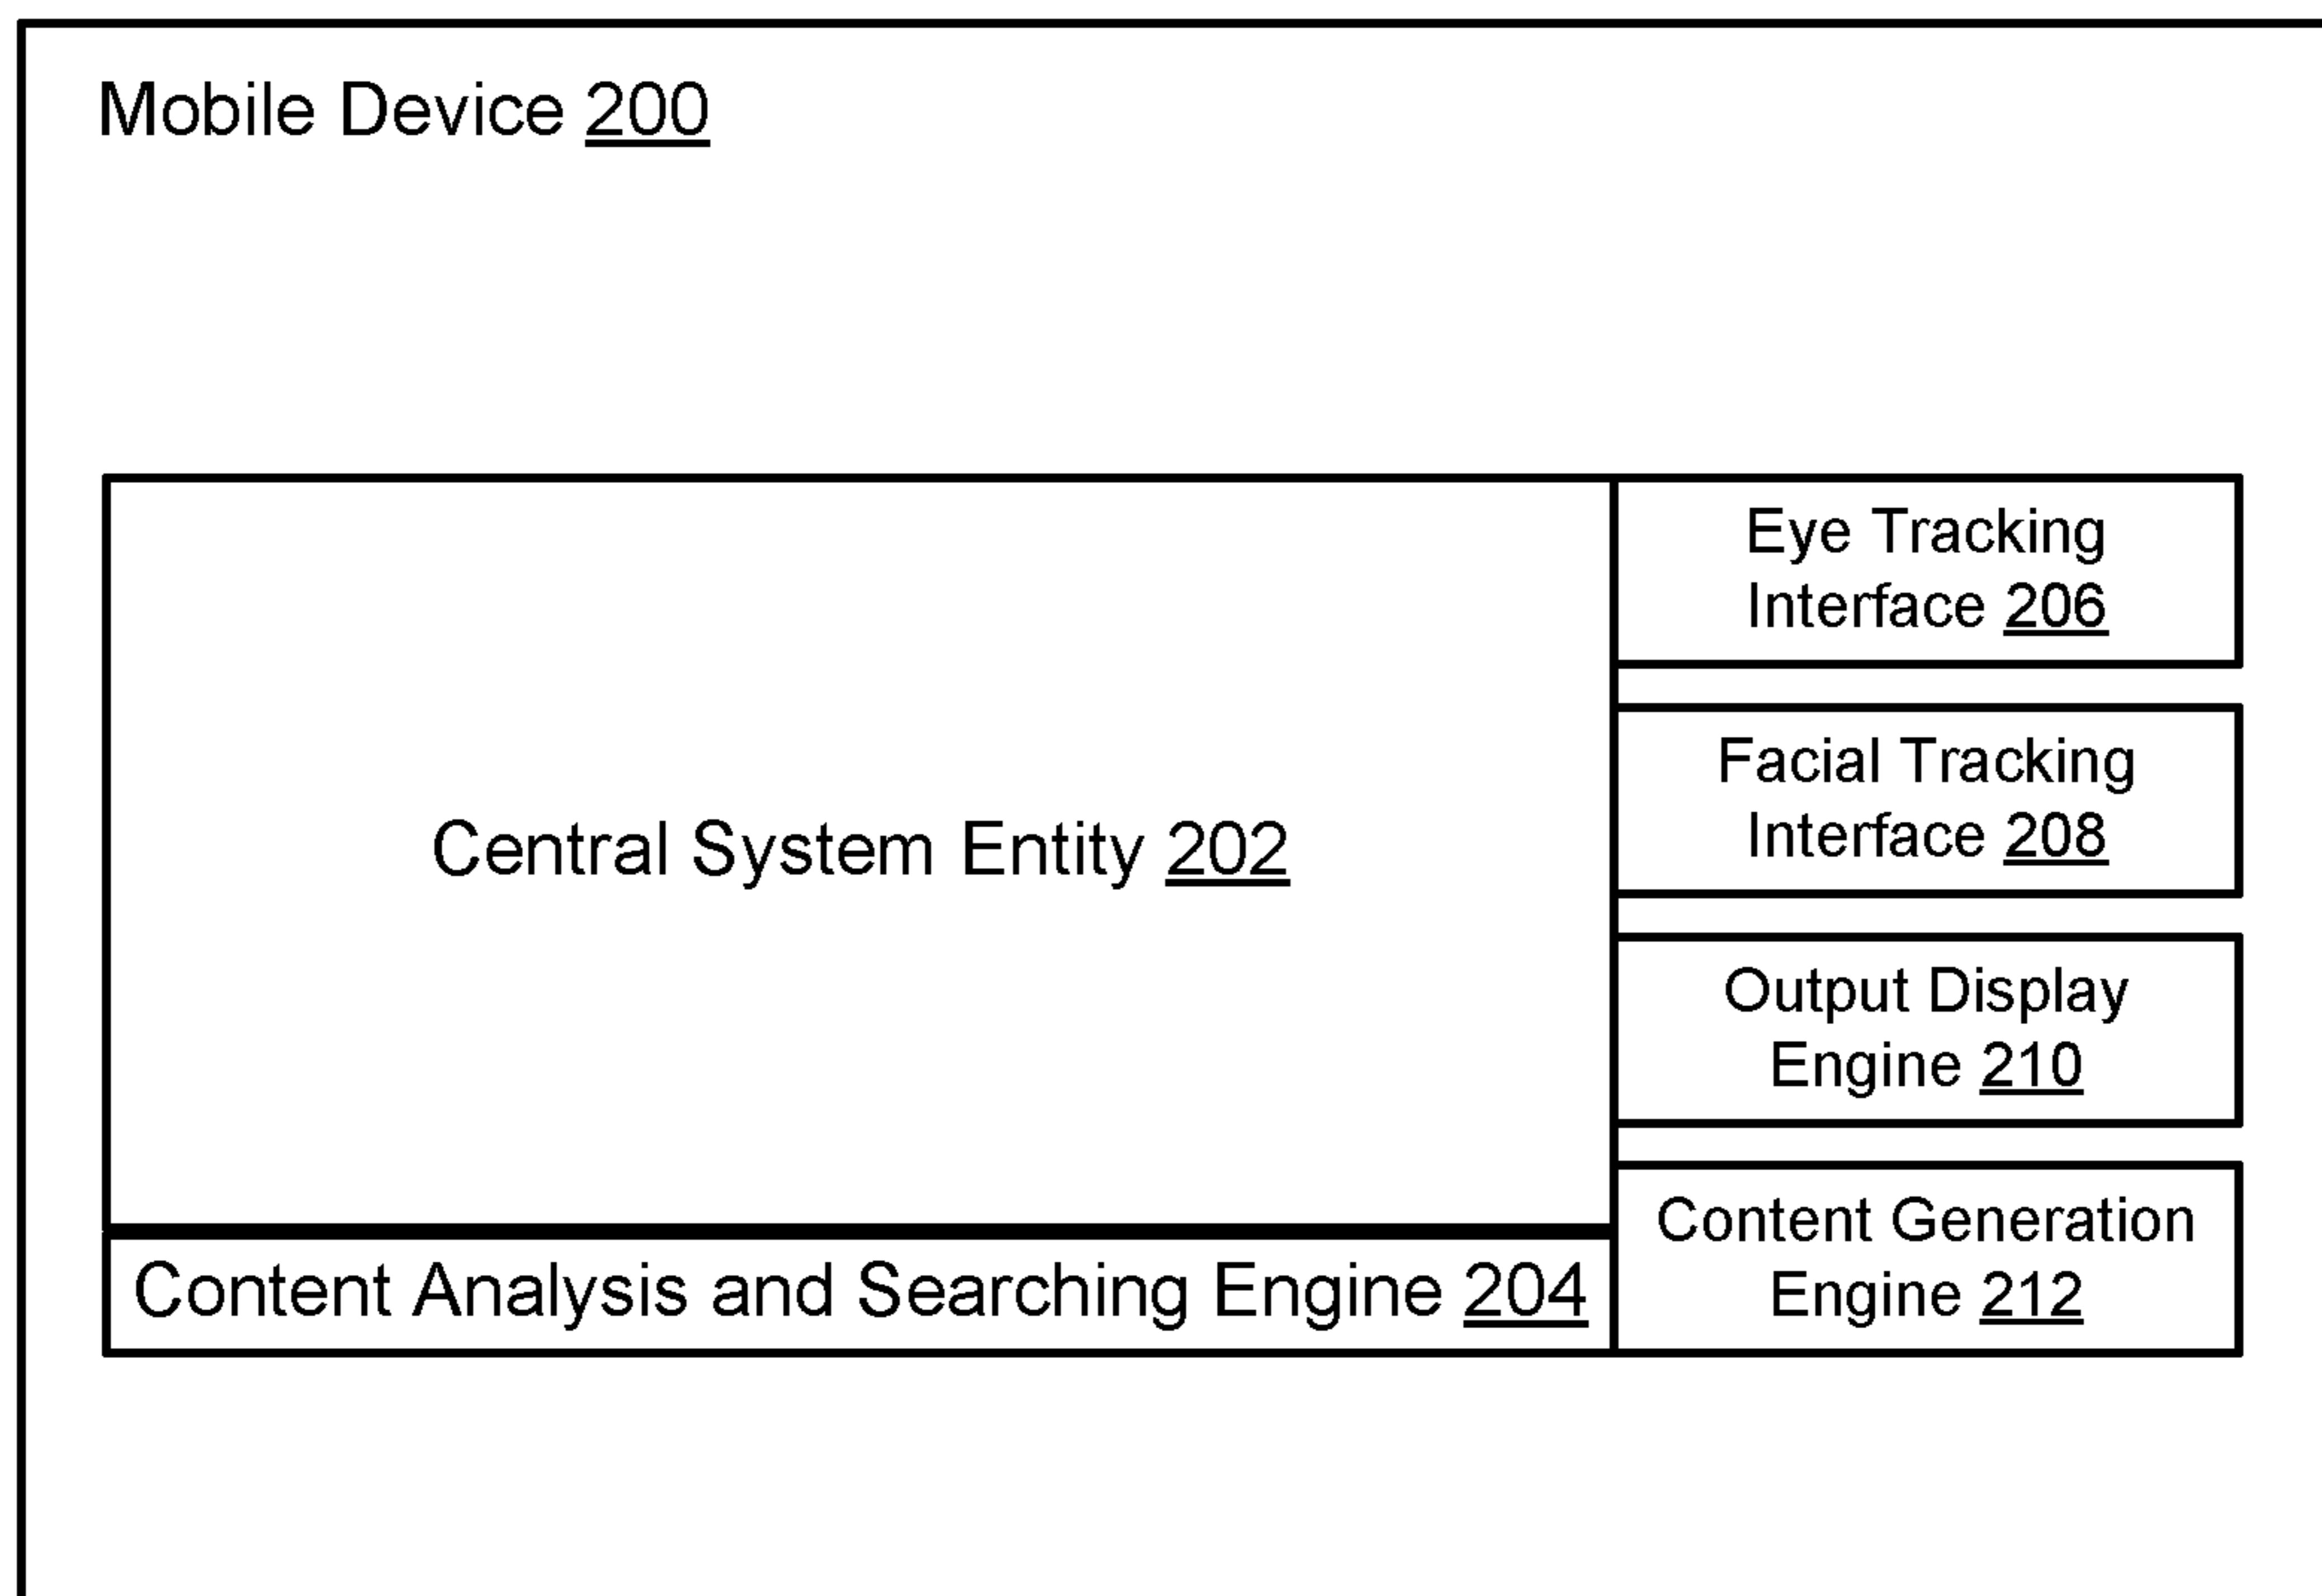 Mobile Device 200
Eye Tracking
Interface 206
Facial Tracking
Interface 208
Central System Entity 202
Output Display
Engine 210
Content Generation
Engine 212
Content Analysis and Searching Engine 204